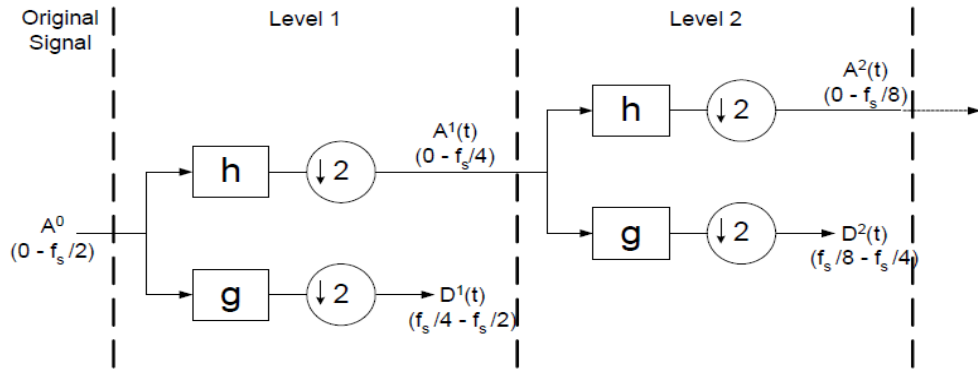 Original
Signal
Level 1
Level 2
A⁰
(0 - fₛ/2)
h
↓ 2
A¹(t)
(0 - fₛ/4)
g
↓ 2
D¹(t)
(fₛ/4 - fₛ/2)
h
↓ 2
A²(t)
(0 - fₛ/8)
g
↓ 2
D²(t)
(fₛ/8 - fₛ/4)